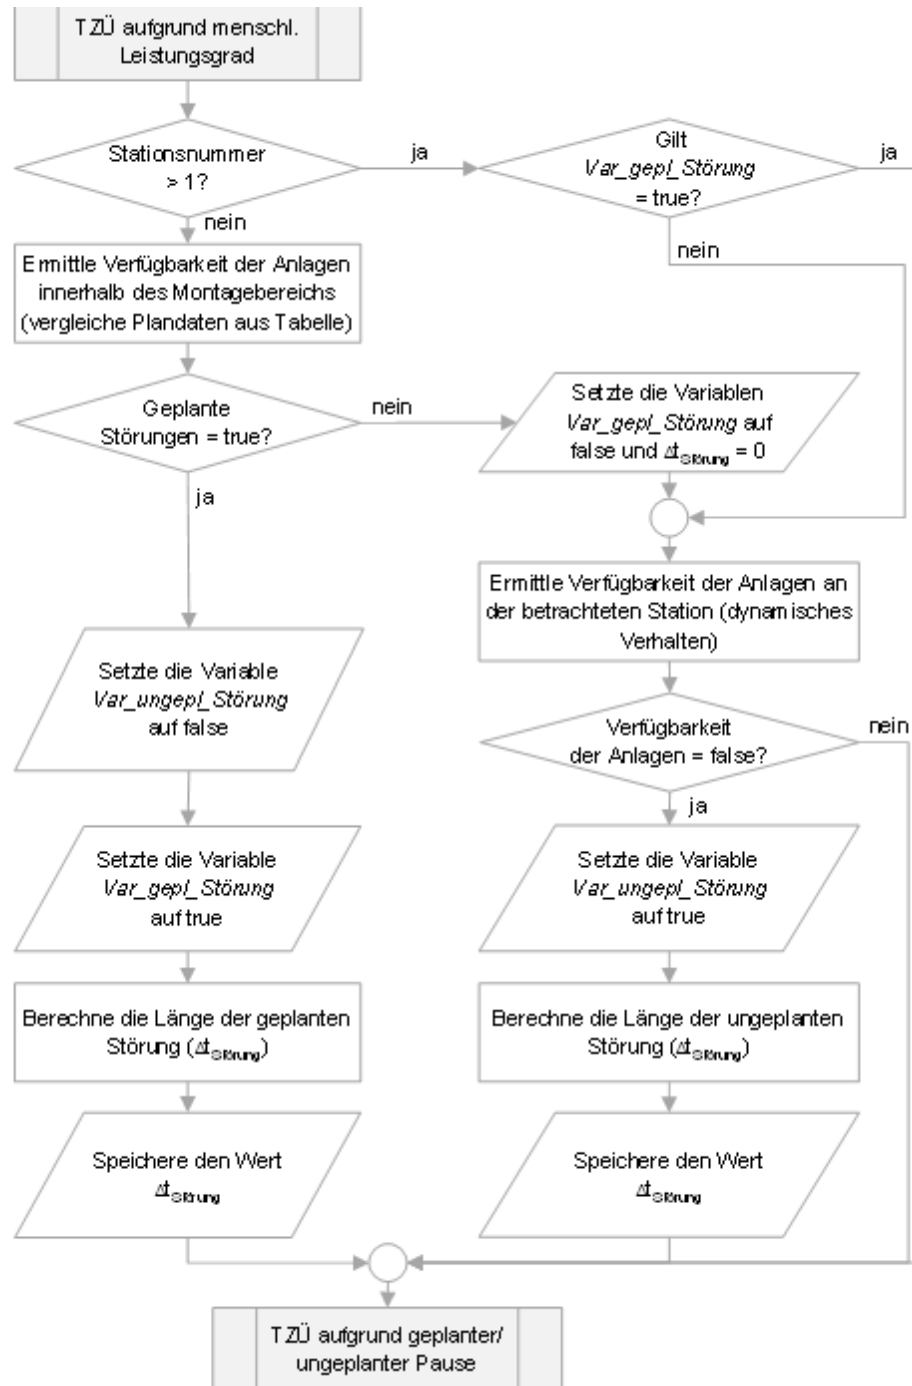 TZÜ aufgrund menschl.
Leistungsgrad
Stationsnummer
> 1?
ja
Gilt
Var_gepl_Störung
= true?
ja
nein
nein
Ermittle Verfügbarkeit der Anlagen
innerhalb des Montagebereichs
(vergleiche Plandaten aus Tabelle)
Geplante
Störungen = true?
nein
Setzte die Variablen
Var_gepl_Störung auf
false und Δt_Störung = 0
ja
Ermittle Verfügbarkeit der Anlagen an
der betrachteten Station (dynamisches
Verhalten)
Setzte die Variable
Var_ungepl_Störung
auf false
Verfügbarkeit
der Anlagen = false?
nein
ja
Setzte die Variable
Var_gepl_Störung
auf true
Setzte die Variable
Var_ungepl_Störung
auf true
Berechne die Länge der geplanten
Störung (Δt_Störung)
Berechne die Länge der ungeplanten
Störung (Δt_Störung)
Speichere den Wert
Δt_Störung
Speichere den Wert
Δt_Störung
TZÜ aufgrund geplanter/
ungeplanter Pause